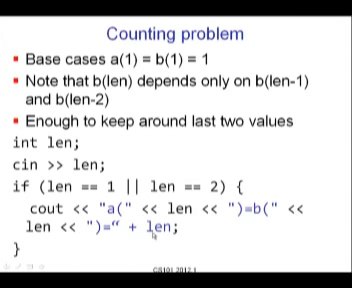 Counting problem
▪ Base cases a(1) = b(1) = 1
▪ Note that b(len) depends only on b(len-1)
and b(len-2)
▪ Enough to keep around last two values
int len;
cin >> len;
if (len == 1 || len == 2) {
cout << "a(" << len << ")=b(" <<
len << ")=“ + len;
}
CS101 2012.1